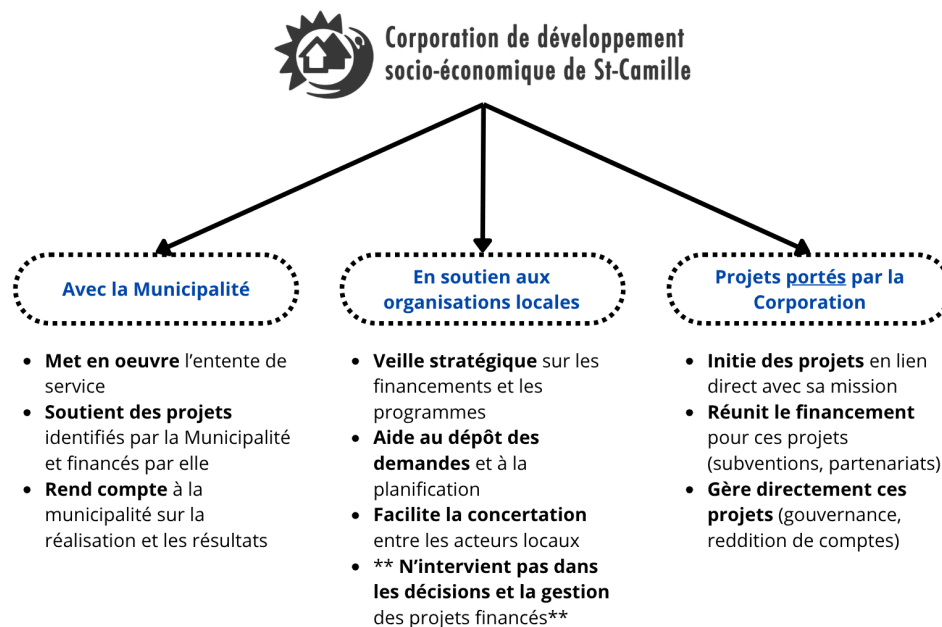 Corporation de développement
socio-économique de St-Camille
Avec la Municipalité
• Met en oeuvre l’entente de
service
• Soutient des projets
identifiés par la Municipalité
et financés par elle
• Rend compte à la
municipalité sur la
réalisation et les résultats
En soutien aux
organisations locales
• Veille stratégique sur les
financements et les
programmes
• Aide au dépôt des
demandes et à la
planification
• Facilite la concertation
entre les acteurs locaux
• ** N’intervient pas dans
les décisions et la gestion
des projets financés**
Projets portés par la
Corporation
• Initie des projets en lien
direct avec sa mission
• Réunit le financement
pour ces projets
(subventions, partenariats)
• Gère directement ces
projets (gouvernance,
reddition de comptes)